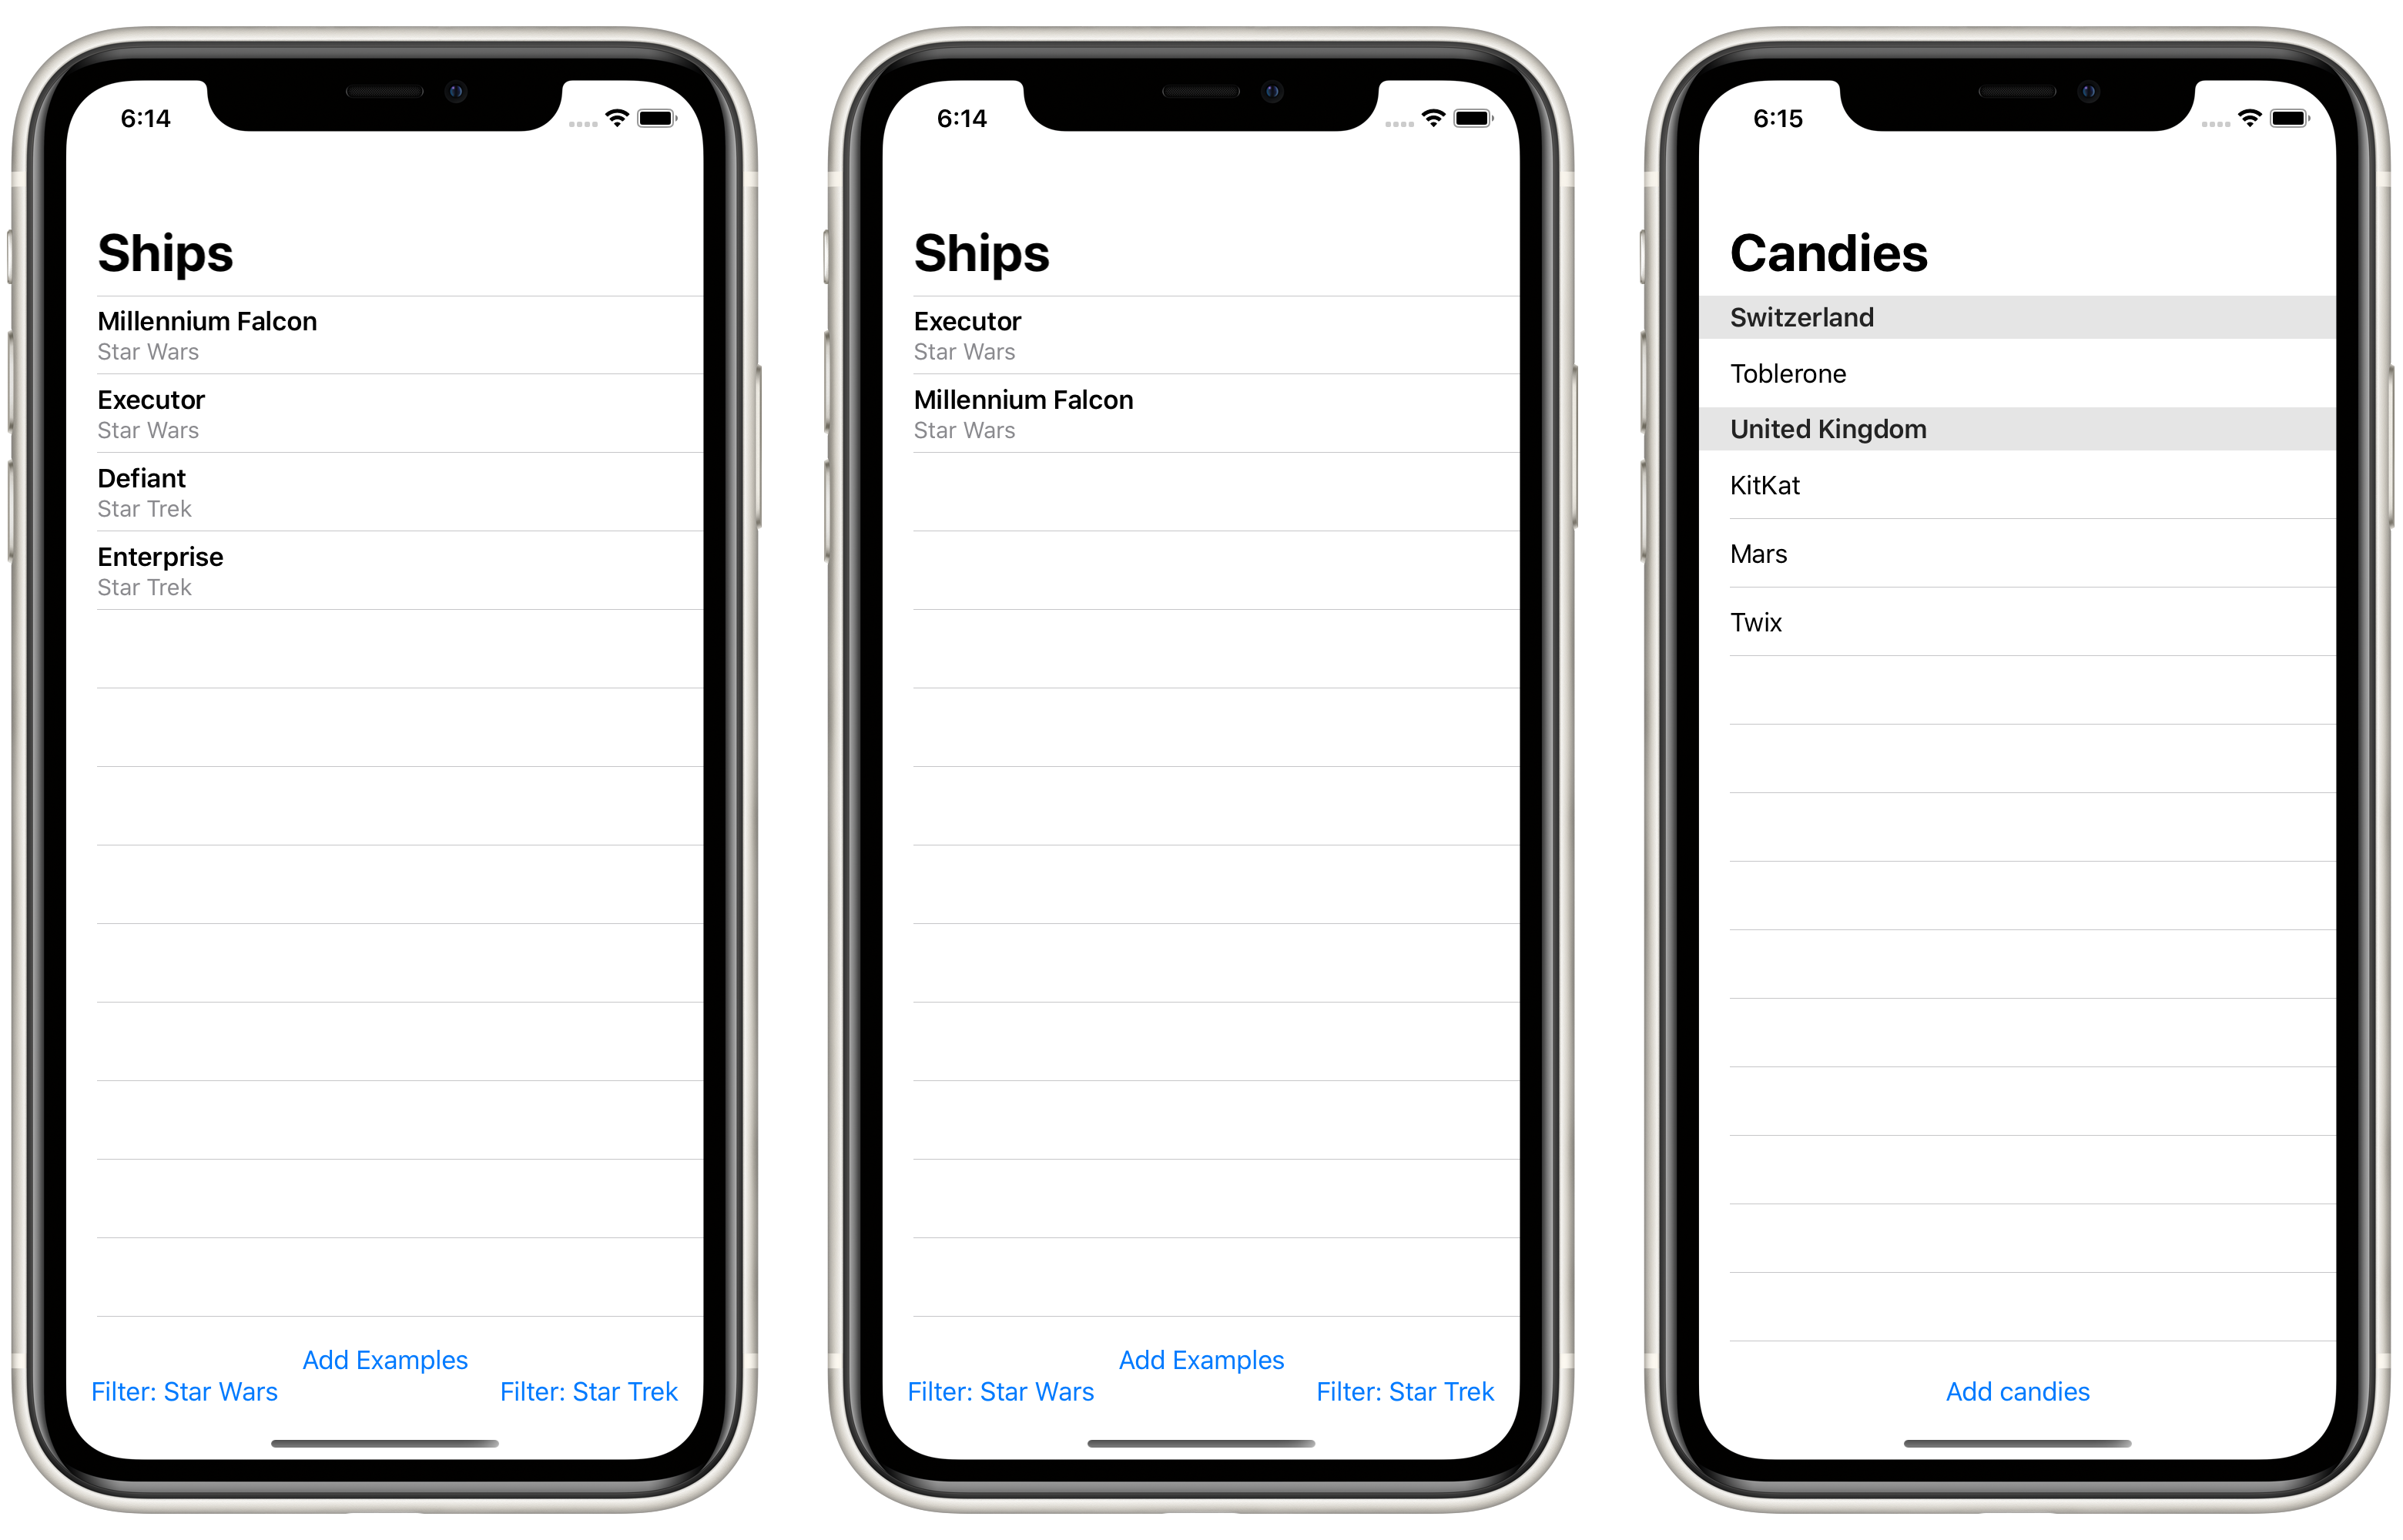 6:14
Ships
Millennium Falcon
Star Wars
Executor
Star Wars
Defiant
Star Trek
Enterprise
Star Trek
Add Examples
Filter: Star Wars
Filter: Star Trek
6:14
Ships
Executor
Star Wars
Millennium Falcon
Star Wars
Add Examples
Filter: Star Wars
Filter: Star Trek
6:15
Candies
Switzerland
Toblerone
United Kingdom
KitKat
Mars
Twix
Add candies